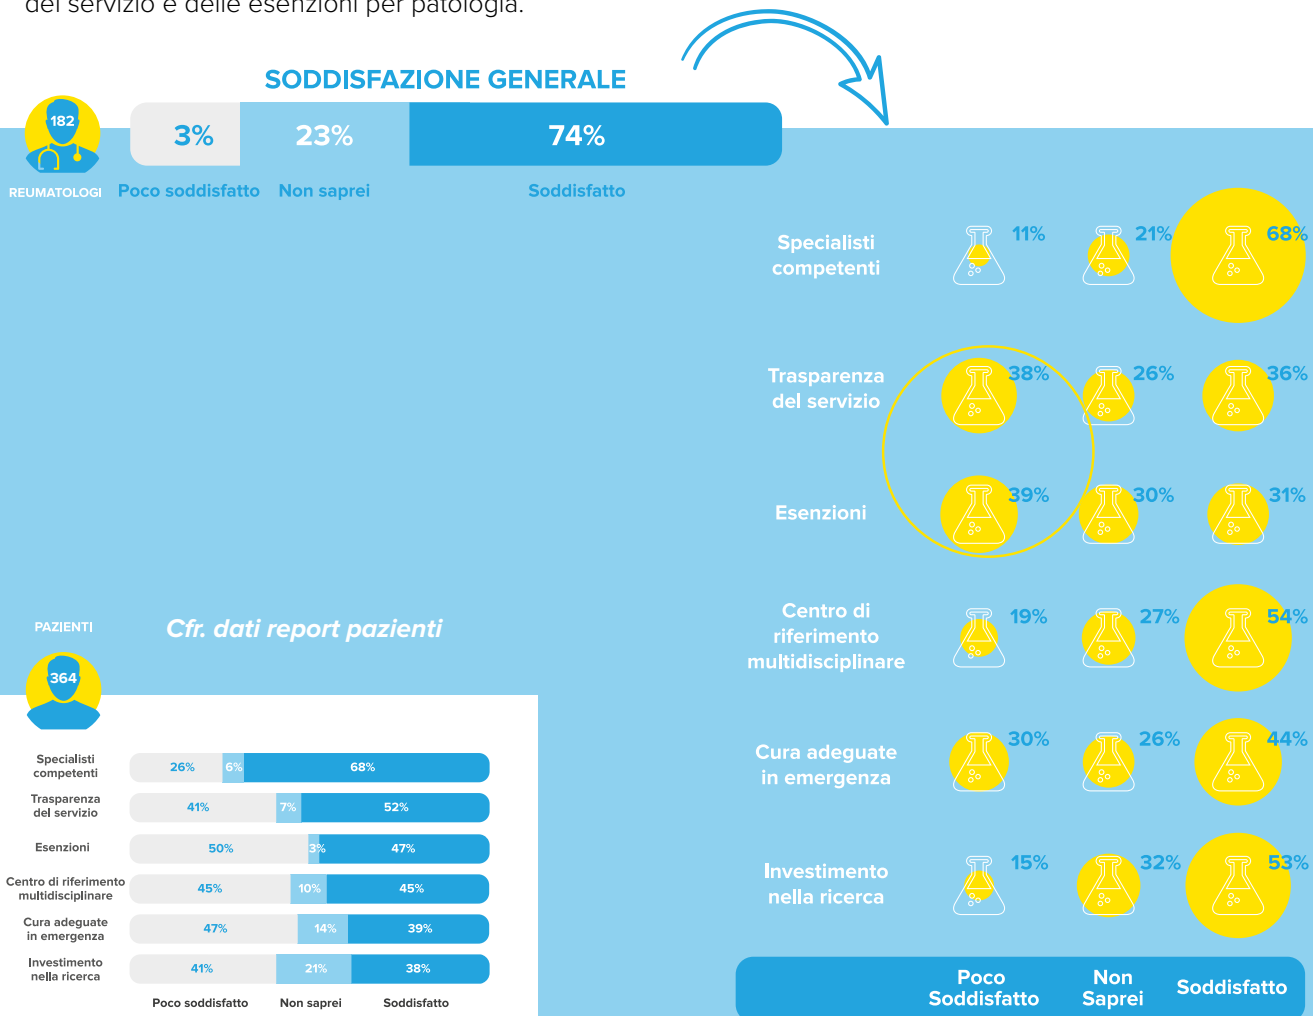 del servizio e delle esenzioni per patologia.
SODDISFAZIONE GENERALE
182
REUMATOLOGI
3%
23%
74%
Poco soddisfatto
Non saprei
Soddisfatto
Specialisti
competenti
11%
21%
68%
Trasparenza
del servizio
38%
26%
36%
Esenzioni
39%
30%
31%
Centro di
riferimento
multidisciplinare
19%
27%
54%
Cura adeguate
in emergenza
30%
26%
44%
Investimento
nella ricerca
15%
32%
53%
Poco
Soddisfatto
Non
Saprei
Soddisfatto
PAZIENTI
364
Cfr. dati report pazienti
Specialisti
competenti
26%
6%
68%
Trasparenza
del servizio
41%
7%
52%
Esenzioni
50%
3%
47%
Centro di riferimento
multidisciplinare
45%
10%
45%
Cura adeguate
in emergenza
47%
14%
39%
Investimento
nella ricerca
41%
21%
38%
Poco soddisfatto
Non saprei
Soddisfatto